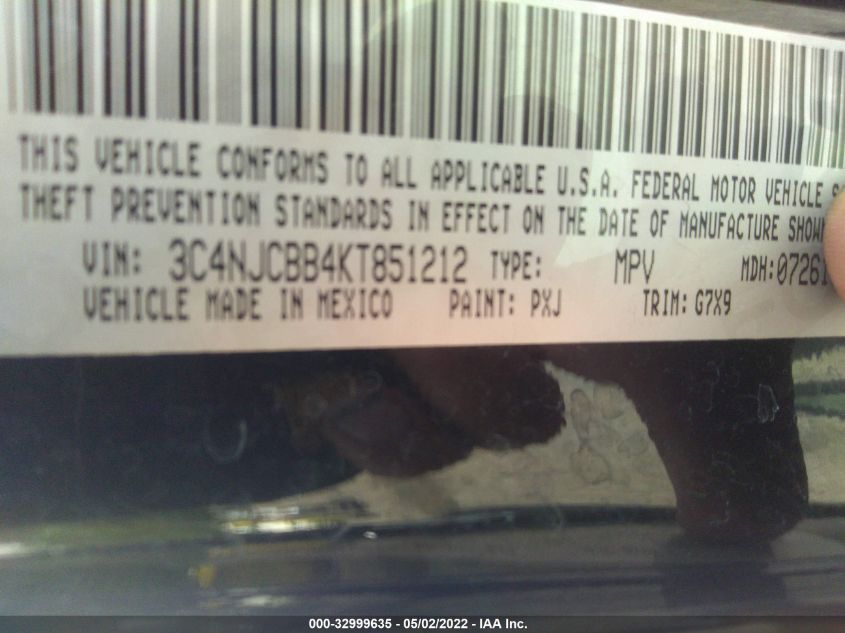 THIS VEHICLE CONFORMS TO ALL APPLICABLE U.S.A. FEDERAL MOTOR VEHICLE
THEFT PREVENTION STANDARDS IN EFFECT ON THE DATE OF MANUFACTURE SHOW
VIN: 3C4NJCBB4KT851212 TYPE: MPV MDH:07261
VEHICLE MADE IN MEXICO PAINT: PXJ TRIM: G7X9
000-32999635 - 05/02/2022 - IAA Inc.